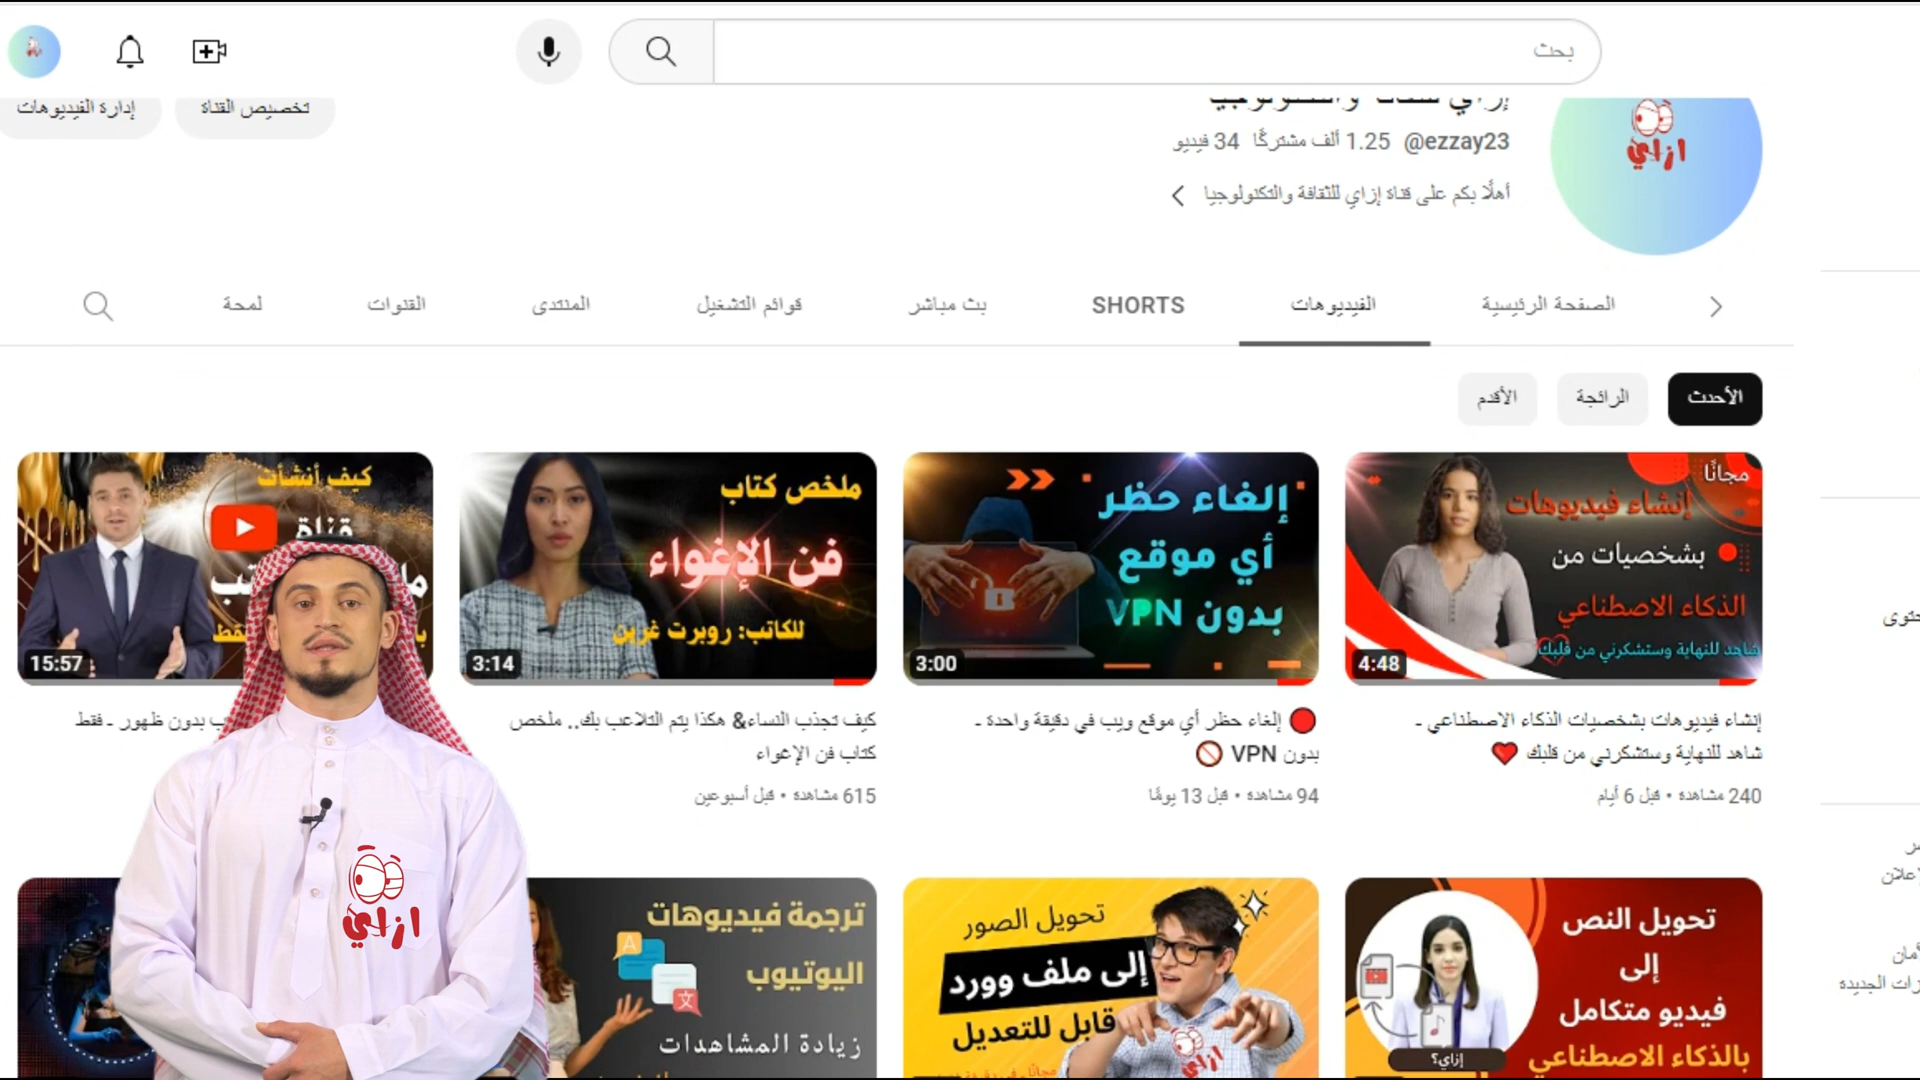 بحث
تخصيص القناة
إدارة الفيديوهات
ازاي
@ezzay23 1.25 ألف مشتركًا 34 فيديو
أهلًا بكم على قناة إزاي للثقافة والتكنولوجيا
الصفحة الرئيسية
الفيديوهات
SHORTS
بث مباشر
قوائم التشغيل
المنتدى
القنوات
لمحة
الأحدث
الرائجة
الأقدم
مجانًا
إنشاء فيديوهات
بشخصيات من
الذكاء الاصطناعي
شاهد للنهاية وستشكرني من قلبك
4:48
إنشاء فيديوهات بشخصيات الذكاء الاصطناعي -
شاهد للنهاية وستشكرني من قلبك ❤️
240 مشاهدة • قبل 6 أيام
إلغاء حظر
أي موقع
بدون VPN
3:00
🔴 إلغاء حظر أي موقع ويب في دقيقة واحدة -
بدون VPN 🚫
94 مشاهدة • قبل 13 يومًا
ملخص كتاب
فن الإغواء
للكاتب: روبرت غرين
3:14
كيف تجذب النساء& هكذا يتم التلاعب بك.. ملخص
كتاب فن الإغواء
615 مشاهدة • قبل أسبوعين
كيف أنشأت
قناة
15:57
بدون ظهور - فقط
ازاي
تحويل النص
إلى
فيديو متكامل
بالذكاء الاصطناعي
إزاي؟
تحويل الصور
إلى ملف وورد
قابل للتعديل
ازاي
ترجمة فيديوهات
اليوتيوب
زيادة المشاهدات